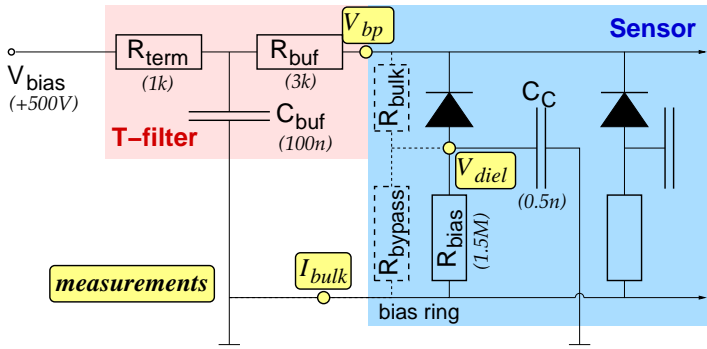 V_bp
Sensor
R_term
(1k)
R_buf
(3k)
V_bias
(+500V)
C_buf
(100n)
T−filter
R_bulk
C_C
(0.5n)
V_diel
R_bypass
R_bias
(1.5M)
I_bulk
measurements
bias ring